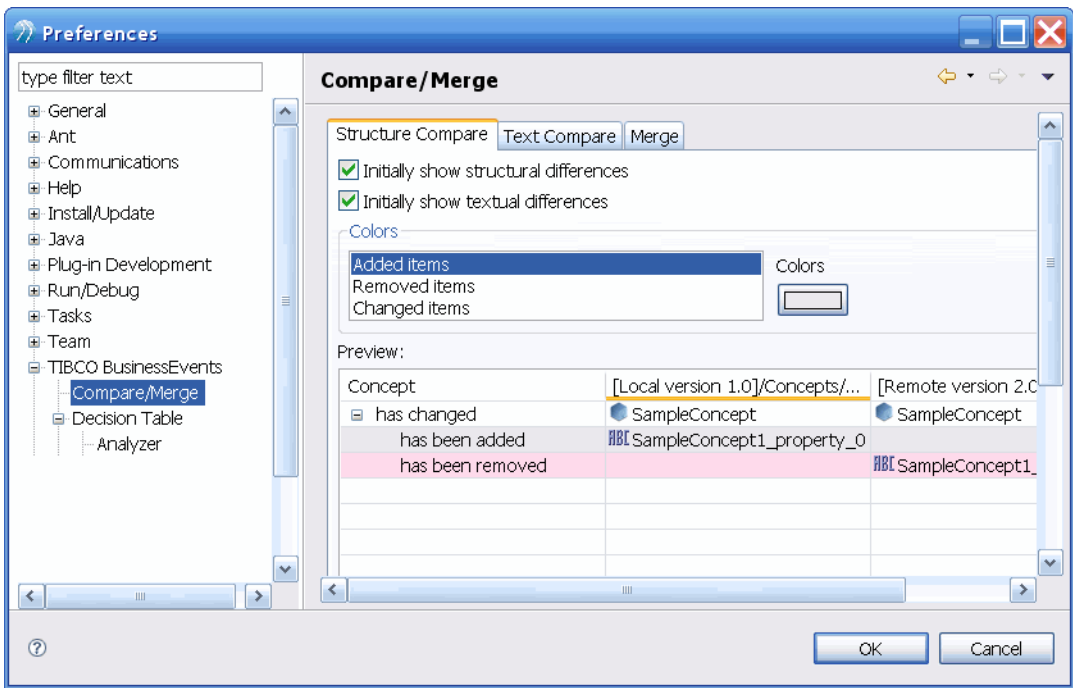 Preferences
type filter text
General
Ant
Communications
Help
Install/Update
Java
Plug-in Development
Run/Debug
Tasks
Team
TIBCO BusinessEvents
Compare/Merge
Decision Table
Analyzer
Compare/Merge
Structure Compare Text Compare Merge
Initially show structural differences
Initially show textual differences
Colors
Added items
Removed items
Changed items
Colors
Preview:
Concept [Local version 1.0]/Concepts/... [Remote version 2.0
has changed SampleConcept SampleConcept
has been added ABC SampleConcept1_property_0
has been removed ABC SampleConcept1_
OK Cancel